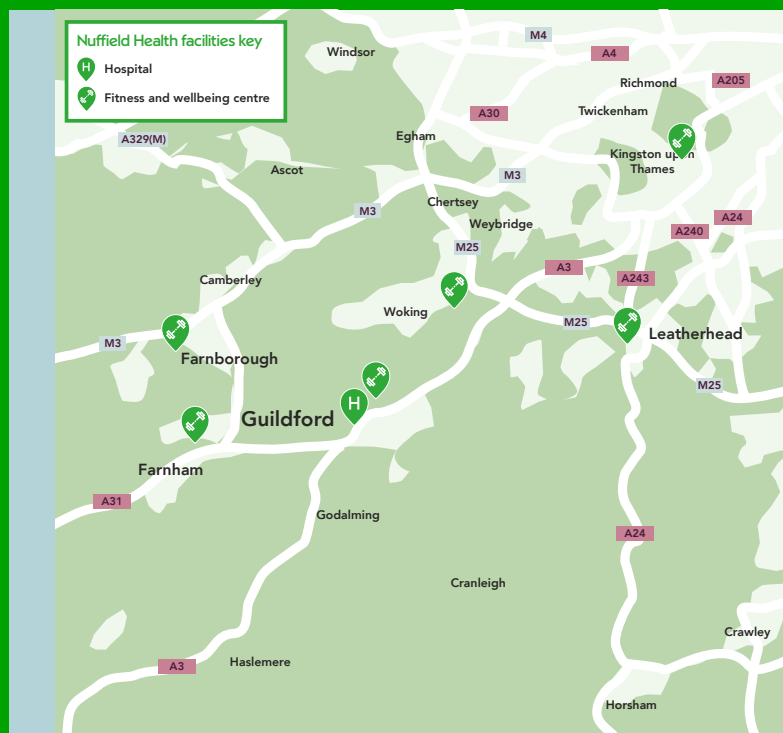 Nuffield Health facilities key
H Hospital
Fitness and wellbeing centre
M4
Windsor
A4
Richmond
A205
A30
Twickenham
A329(M)
Egham
Kingston upon
Thames
Ascot
M3
Chertsey
M3
A24
Weybridge
A240
M25
A3
Camberley
A243
Woking
M25
Leatherhead
M3
Farnborough
M25
H
Guildford
Farnham
A31
Godalming
A24
Cranleigh
Crawley
A3
Haslemere
Horsham